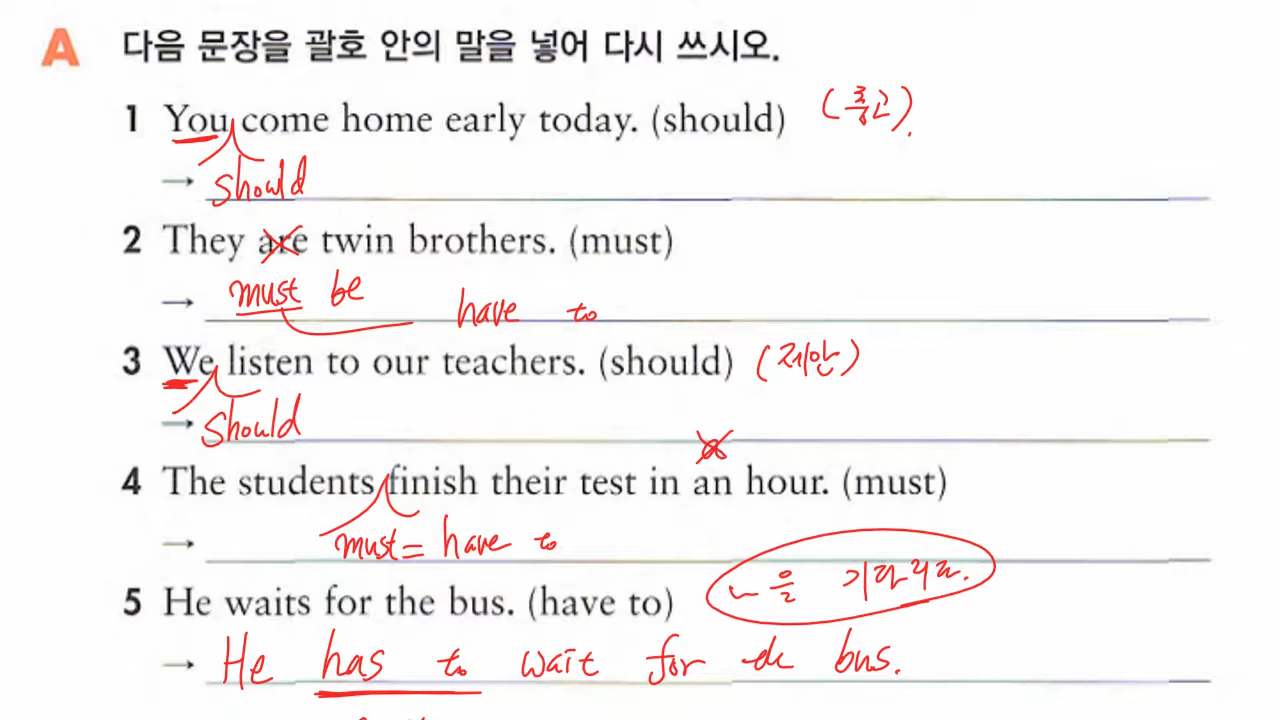 A 다음 문장을 괄호 안의 말을 넣어 다시 쓰시오.
1 You come home early today. (should) (충고).
→ should
2 They are twin brothers. (must)
→ must be have to
3 We listen to our teachers. (should) (제안)
→ should
a
4 The students finish their test in an hour. (must)
→ must = have to
~을 기다리다.
5 He waits for the bus. (have to)
→ He has to wait for the bus.